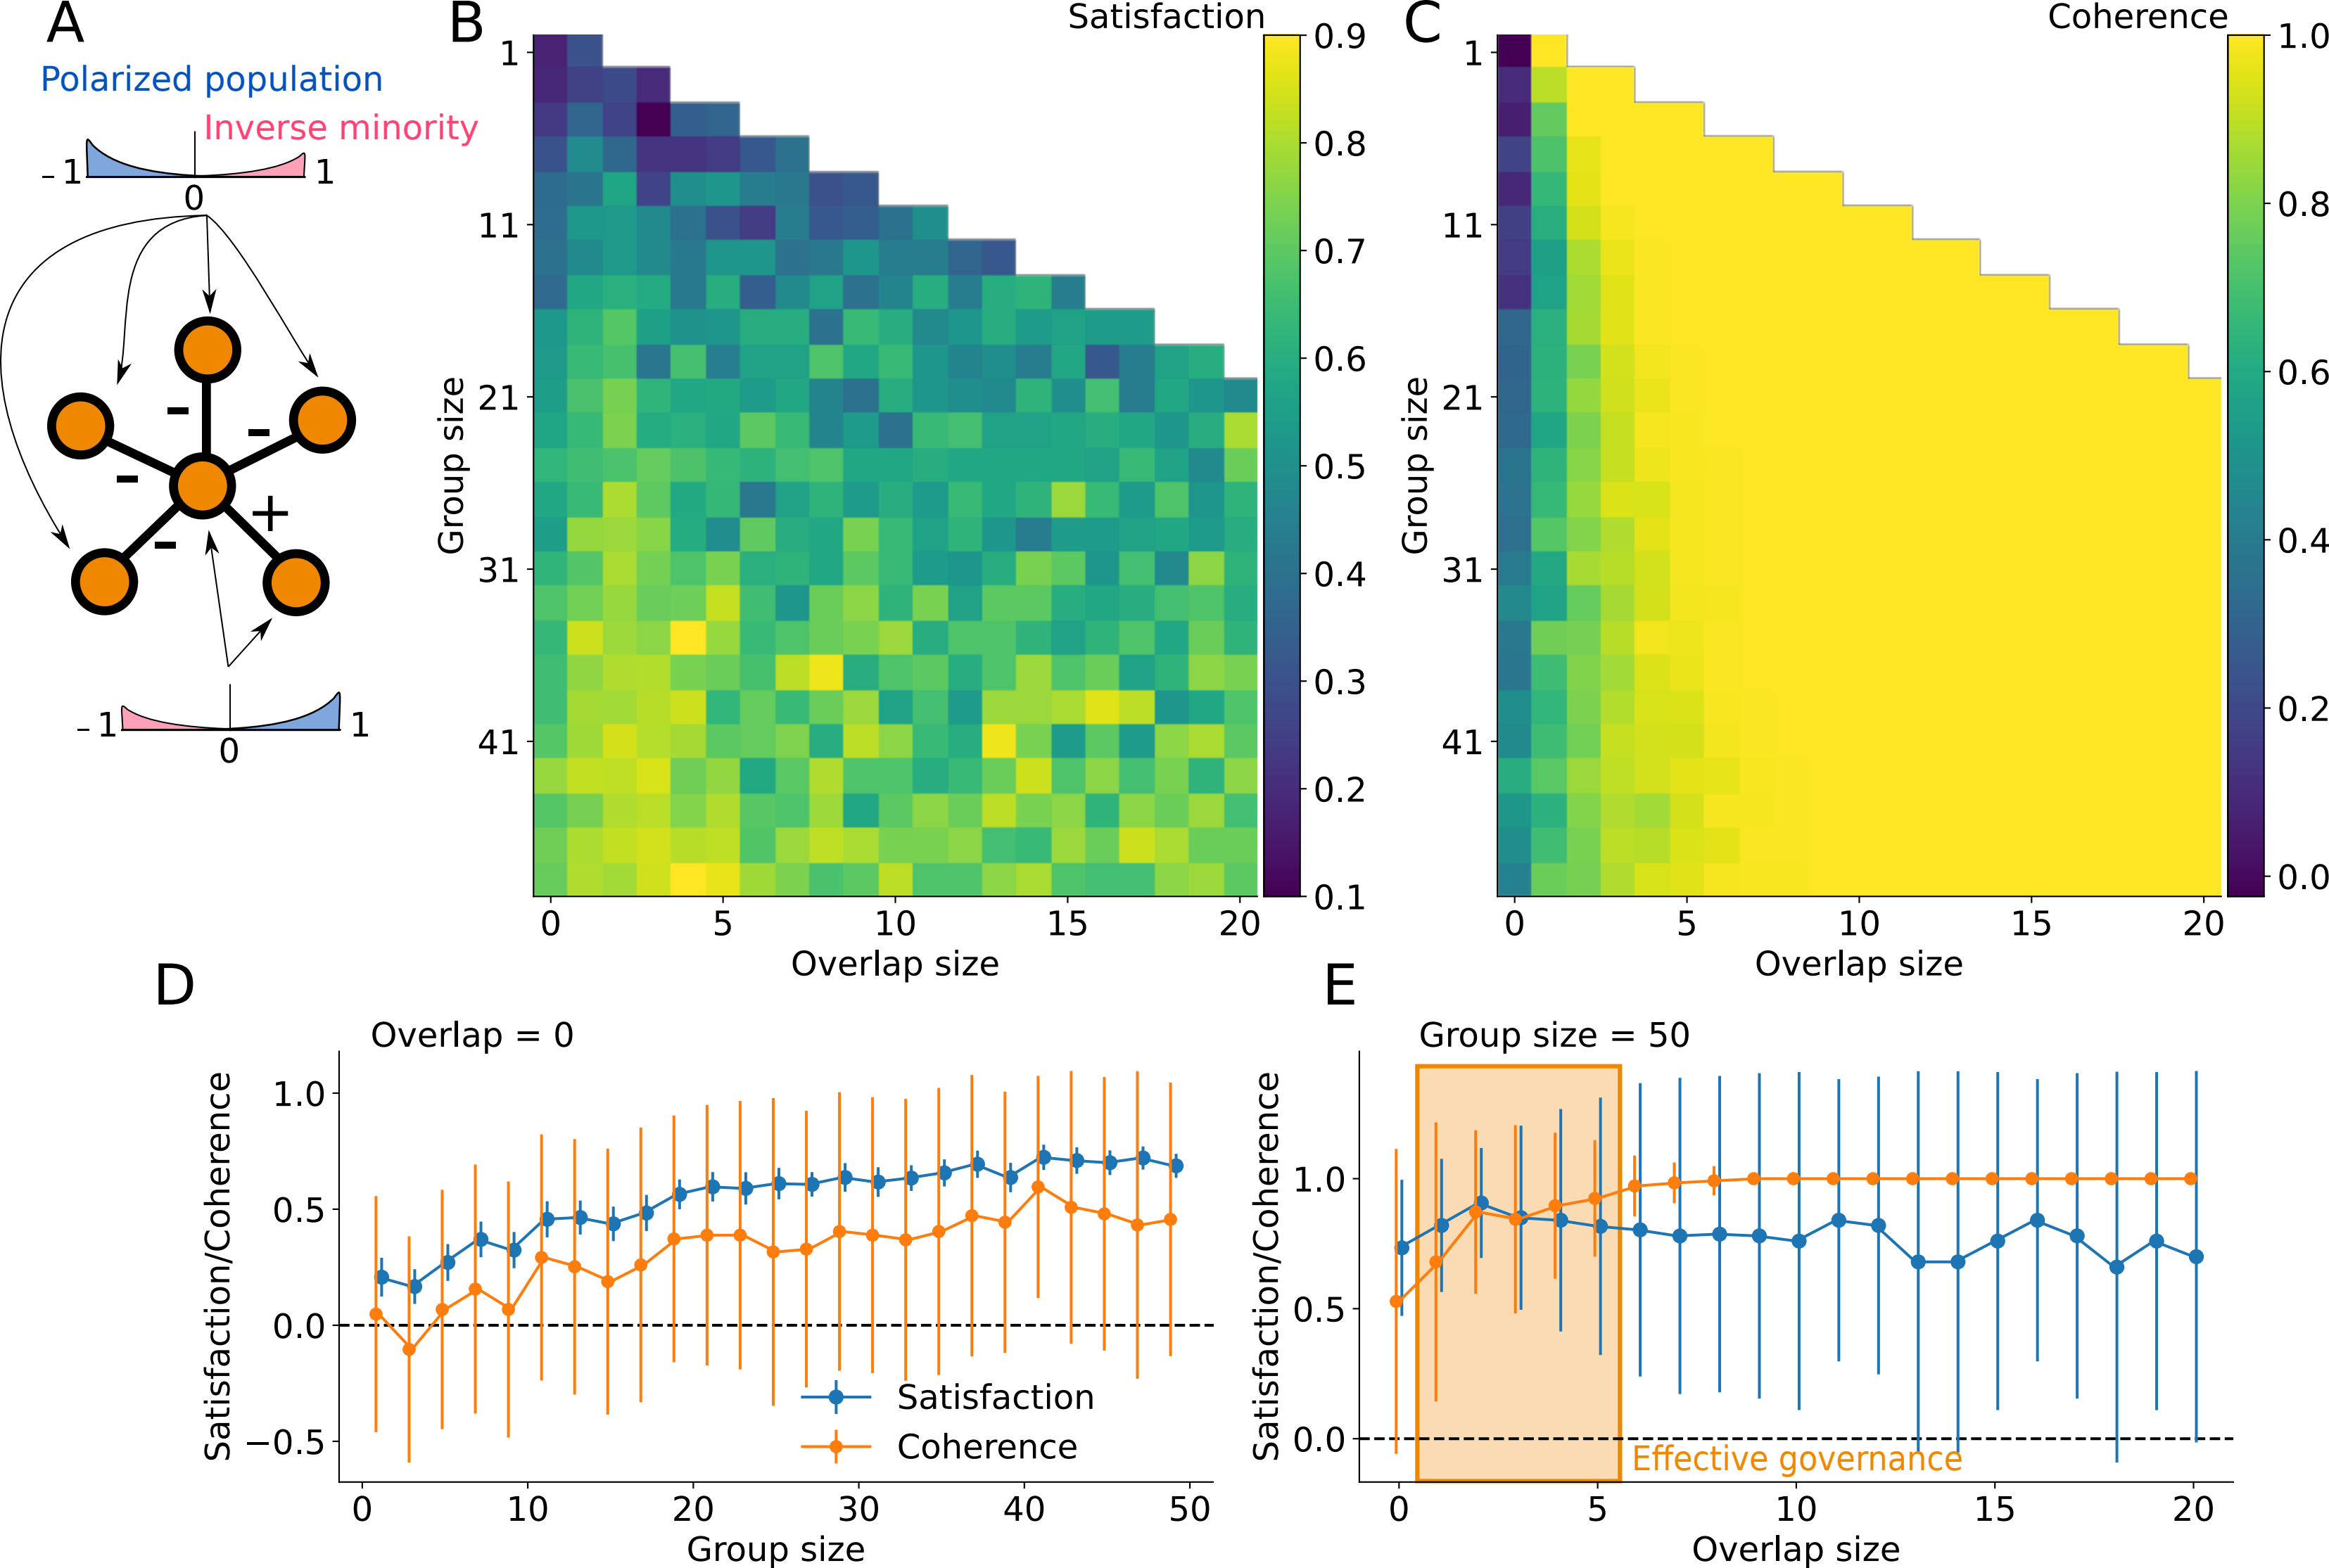 A
Polarized population
Inverse minority
–1
0
1
-
-
-
-
+
–1
0
1
B
Satisfaction
1
11
21
31
41
Group size
0
5
10
15
20
Overlap size
0.9
0.8
0.7
0.6
0.5
0.4
0.3
0.2
0.1
C
Coherence
1
11
21
31
41
Group size
0
5
10
15
20
Overlap size
1.0
0.8
0.6
0.4
0.2
0.0
D
Overlap = 0
Satisfaction/Coherence
1.0
0.5
0.0
−0.5
Satisfaction
Coherence
0
10
20
30
40
50
Group size
E
Group size = 50
Satisfaction/Coherence
1.0
0.5
0.0
Effective governance
0
5
10
15
20
Overlap size